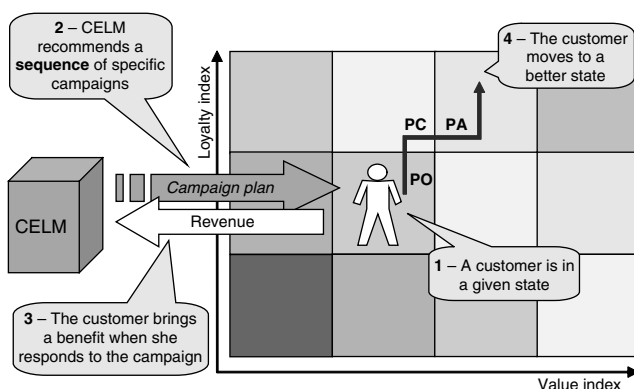 2 – CELM
recommends a
sequence of specific
campaigns
4 – The customer
moves to a
better state
Loyalty index
PC
PA
PO
Campaign plan
CELM
Revenue
1 – A customer is in
a given state
3 – The customer brings
a benefit when she
responds to the campaign
Value index